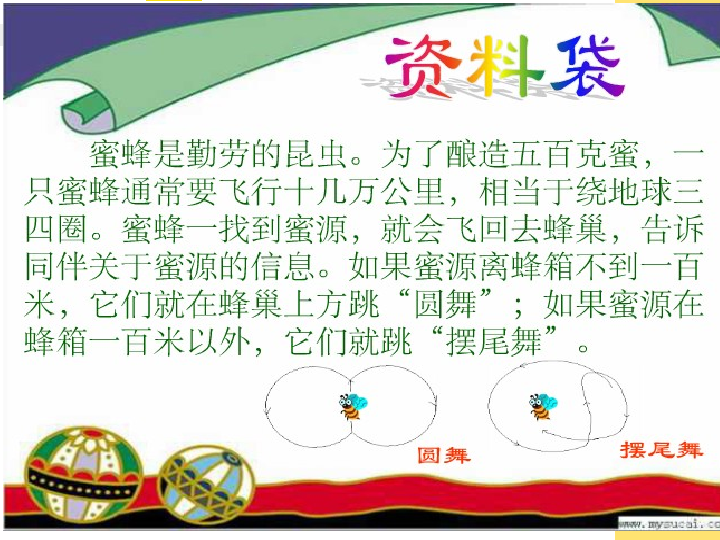 资料袋
蜜蜂是勤劳的昆虫。为了酿造五百克蜜，一
只蜜蜂通常要飞行十几万公里，相当于绕地球三
四圈。蜜蜂一找到蜜源，就会飞回去蜂巢，告诉
同伴关于蜜源的信息。如果蜜源离蜂箱不到一百
米，它们就在蜂巢上方跳“圆舞”；如果蜜源在
蜂箱一百米以外，它们就跳“摆尾舞”。
圆舞
摆尾舞
www.mysucai.co